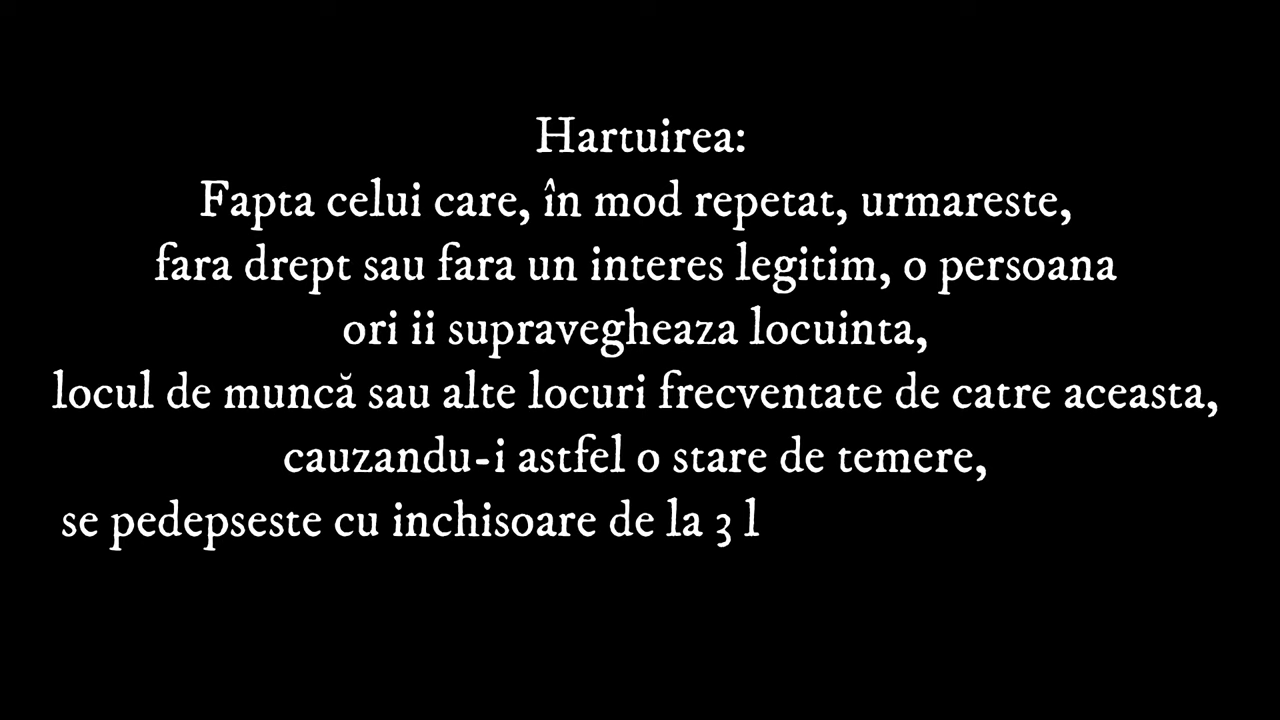 Hartuirea:
Fapta celui care, în mod repetat, urmareste,
fara drept sau fara un interes legitim, o persoana
ori ii supravegheaza locuinta,
locul de muncă sau alte locuri frecventate de catre aceasta,
cauzandu-i astfel o stare de temere,
se pedepseste cu inchisoare de la 3 l